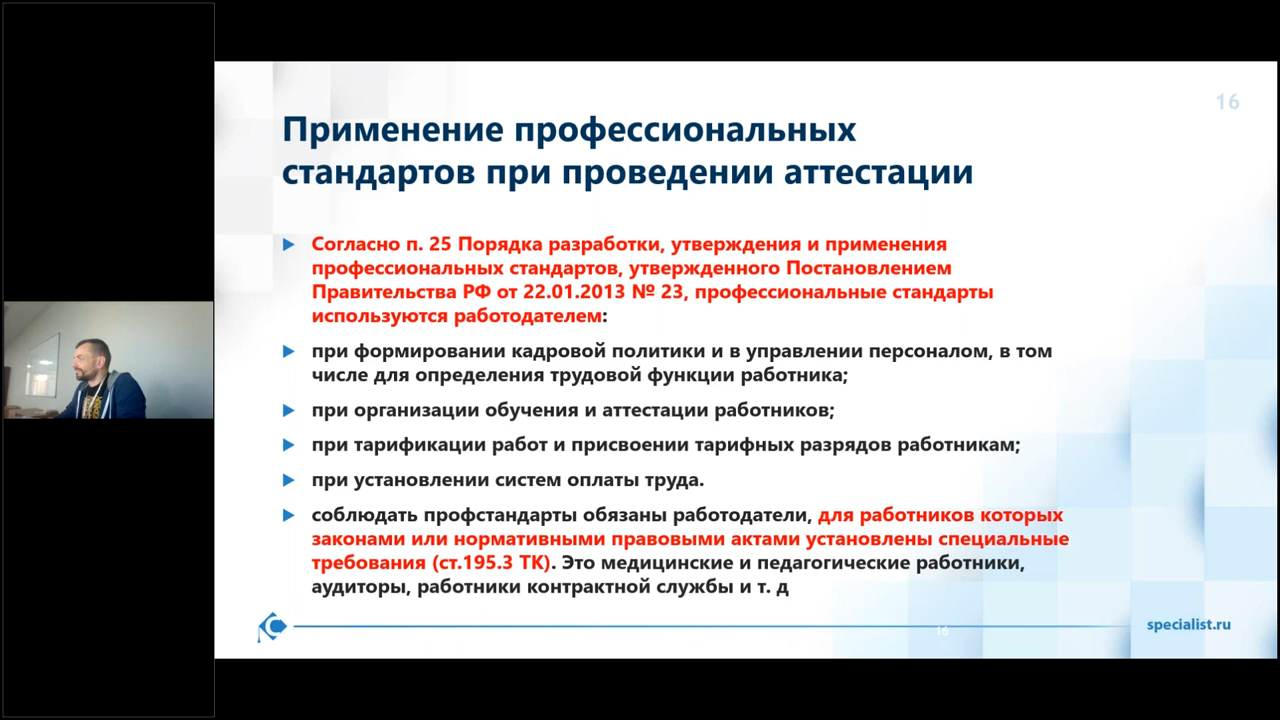 16
Применение профессиональных
стандартов при проведении аттестации
Согласно п. 25 Порядка разработки, утверждения и применения
профессиональных стандартов, утвержденного Постановлением
Правительства РФ от 22.01.2013 № 23, профессиональные стандарты
используются работодателем:
при формировании кадровой политики и в управлении персоналом, в том
числе для определения трудовой функции работника;
при организации обучения и аттестации работников;
при тарификации работ и присвоении тарифных разрядов работникам;
при установлении систем оплаты труда.
соблюдать профстандарты обязаны работодатели, для работников которых
законами или нормативными правовыми актами установлены специальные
требования (ст.195.3 ТК). Это медицинские и педагогические работники,
аудиторы, работники контрактной службы и т. д
16
specialist.ru